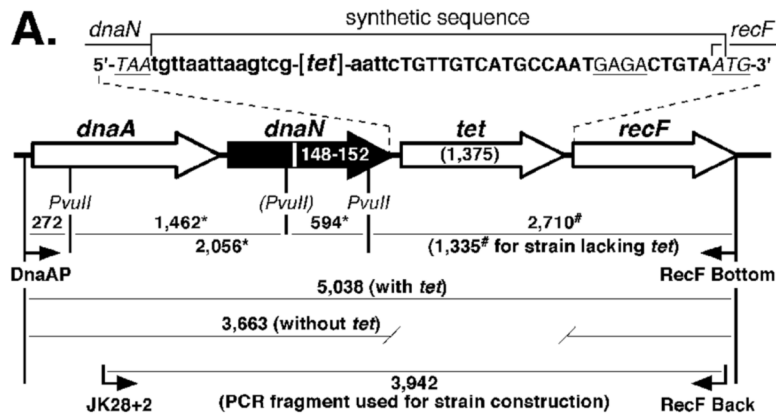 A.
synthetic sequence
dnaN
recF
5'-TAAtgttaattaagtcg-[tet]-aattcTGTTGTCATGCCAATGAGACTGTAAATG-3'
dnaA
dnaN
tet
recF
148-152
(1,375)
PvuII
(PvuII)
PvuII
272
1,462*
594*
2,710#
2,056*
(1,335# for strain lacking tet)
DnaAP
RecF Bottom
5,038 (with tet)
3,663 (without tet)
3,942
JK28+2
(PCR fragment used for strain construction)
RecF Back